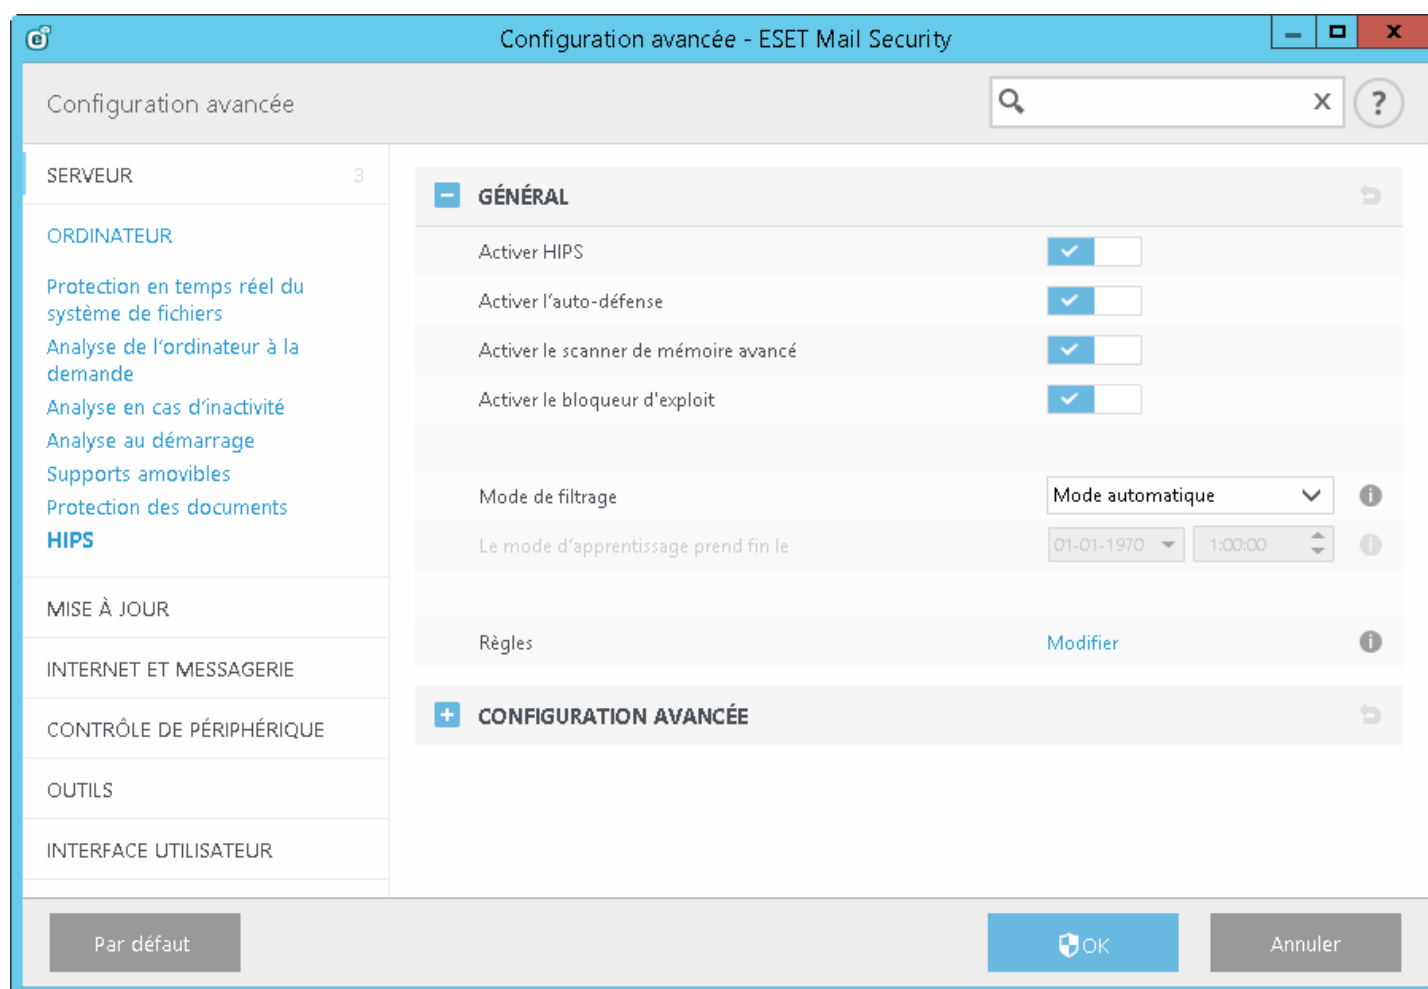 Configuration avancée - ESET Mail Security
Configuration avancée
?
SERVEUR 3
ORDINATEUR
Protection en temps réel du
système de fichiers
Analyse de l'ordinateur à la
demande
Analyse en cas d'inactivité
Analyse au démarrage
Supports amovibles
Protection des documents
HIPS
MISE À JOUR
INTERNET ET MESSAGERIE
CONTRÔLE DE PÉRIPHÉRIQUE
OUTILS
INTERFACE UTILISATEUR
GÉNÉRAL
Activer HIPS
Activer l'auto-défense
Activer le scanner de mémoire avancé
Activer le bloqueur d'exploit
Mode de filtrage Mode automatique
Le mode d'apprentissage prend fin le 01-01-1970 1:00:00
Règles Modifier
CONFIGURATION AVANCÉE
Par défaut OK Annuler